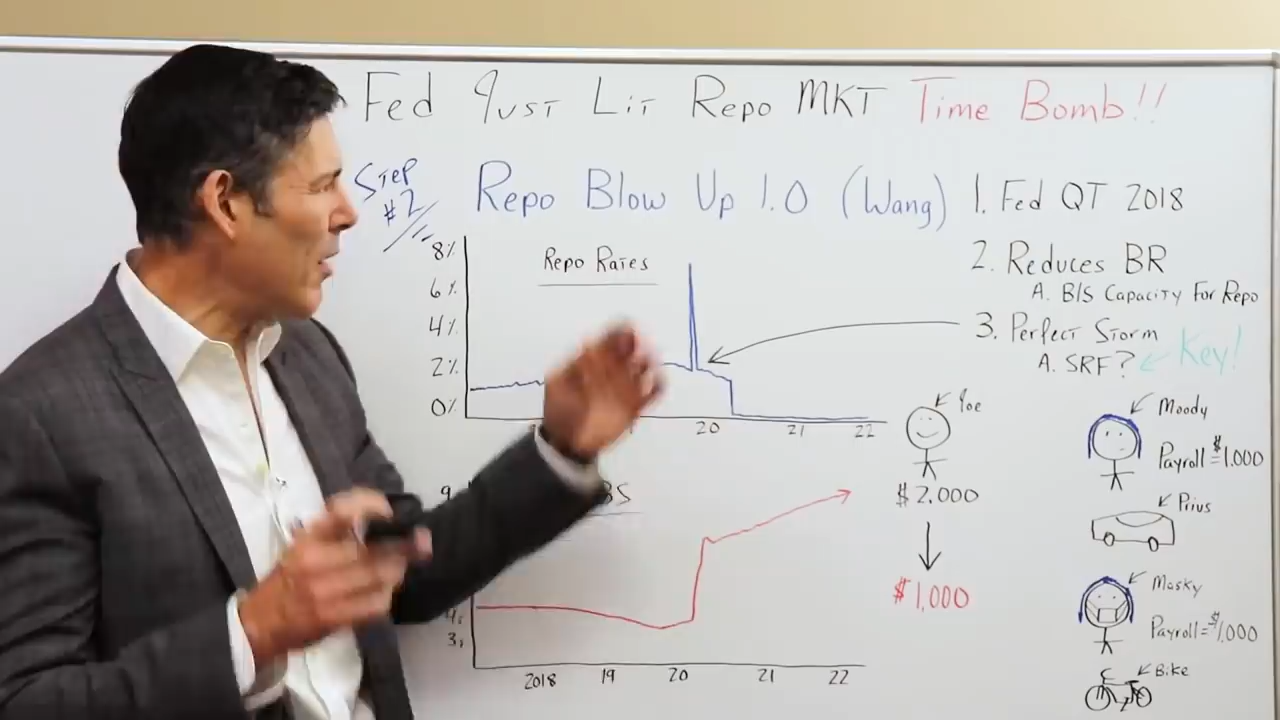 Fed Just Lit Repo MKT Time Bomb!!
Step #2
Repo Blow Up 1.0 (Wang)
Repo Rates
8%
6%
4%
2%
0%
20 21 22
1. Fed QT 2018
2. Reduces BR
A. B/S Capacity For Repo
3. Perfect Storm
A. SRF? Key!
9
BS
3
2018 19 20 21 22
Joe
$2,000
$1,000
Moody
Payroll = $1,000
Prius
Masky
Payroll = $1,000
Bike